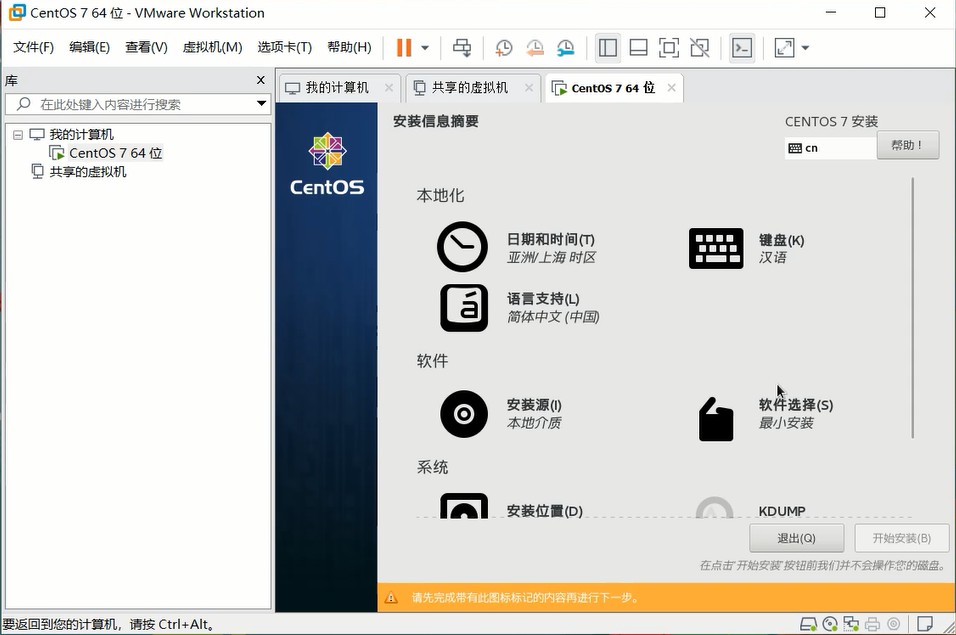 CentOS 7 64 位 - VMware Workstation
文件(F) 编辑(E) 查看(V) 虚拟机(M) 选项卡(T) 帮助(H)
库
在此处键入内容进行搜索
我的计算机
CentOS 7 64 位
共享的虚拟机
我的计算机 共享的虚拟机 CentOS 7 64 位
CentOS
安装信息摘要
CENTOS 7 安装
cn
帮助！
本地化
日期和时间(T)
亚洲/上海 时区
键盘(K)
汉语
语言支持(L)
简体中文 (中国)
软件
安装源(I)
本地介质
软件选择(S)
最小安装
系统
安装位置(D)
KDUMP
退出(Q)
开始安装(B)
在点击'开始安装'按钮前我们并不会操作您的磁盘。
请先完成带有此图标标记的内容再进行下一步。
要返回到您的计算机，请按 Ctrl+Alt。